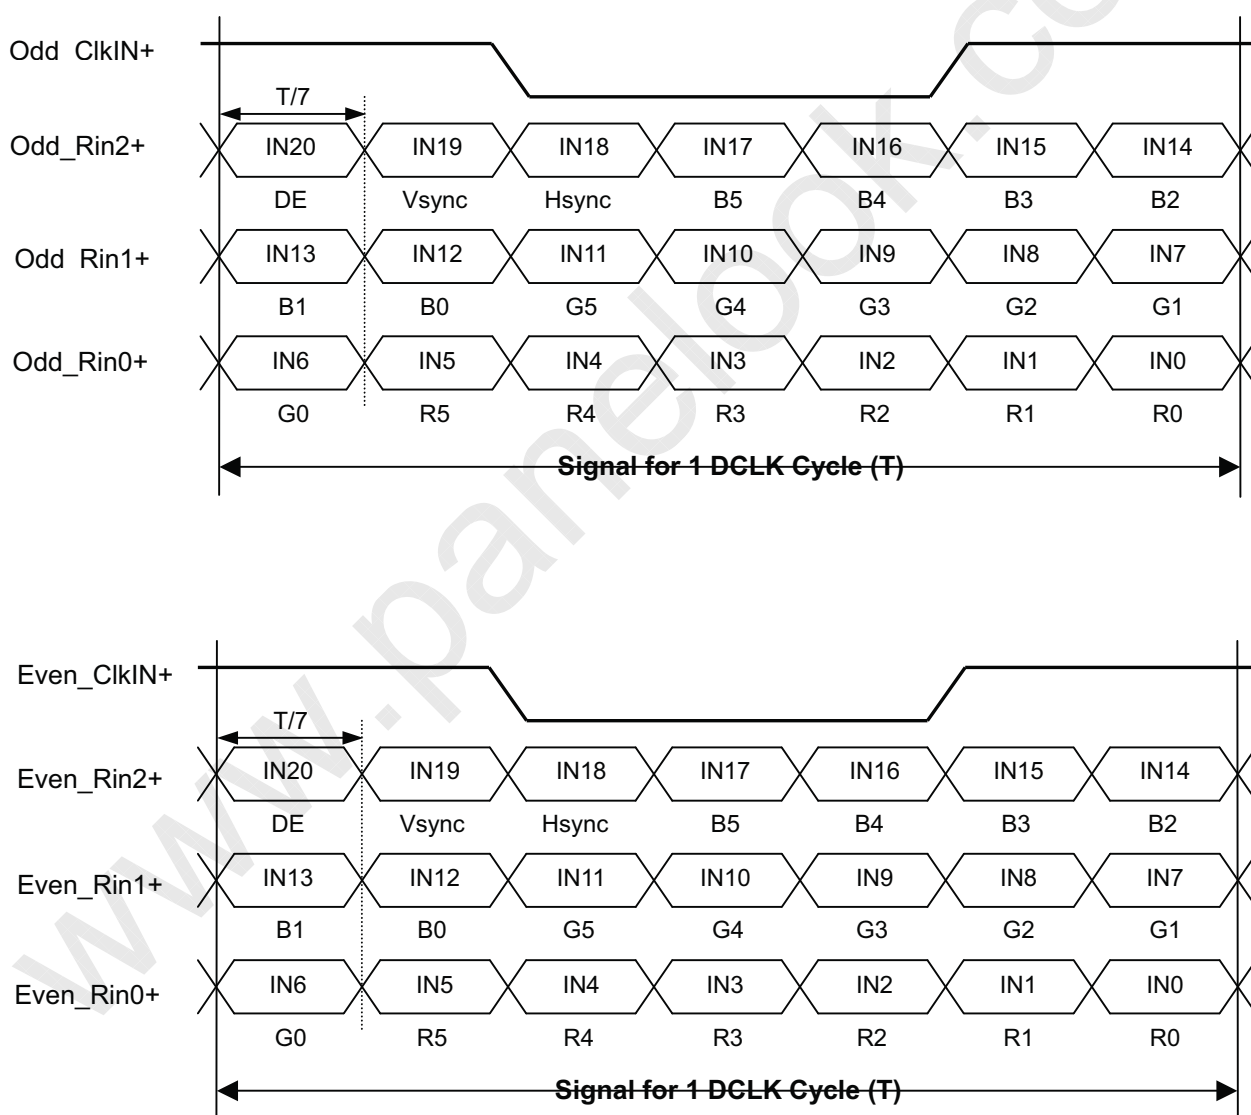 Odd ClkIN+
T/7
Odd_Rin2+ IN20 IN19 IN18 IN17 IN16 IN15 IN14
DE Vsync Hsync B5 B4 B3 B2
Odd Rin1+ IN13 IN12 IN11 IN10 IN9 IN8 IN7
B1 B0 G5 G4 G3 G2 G1
Odd_Rin0+ IN6 IN5 IN4 IN3 IN2 IN1 IN0
G0 R5 R4 R3 R2 R1 R0
Signal for 1 DCLK Cycle (T)
Even_ClkIN+
T/7
Even_Rin2+ IN20 IN19 IN18 IN17 IN16 IN15 IN14
DE Vsync Hsync B5 B4 B3 B2
Even_Rin1+ IN13 IN12 IN11 IN10 IN9 IN8 IN7
B1 B0 G5 G4 G3 G2 G1
Even_Rin0+ IN6 IN5 IN4 IN3 IN2 IN1 IN0
G0 R5 R4 R3 R2 R1 R0
Signal for 1 DCLK Cycle (T)
www.panelook.co